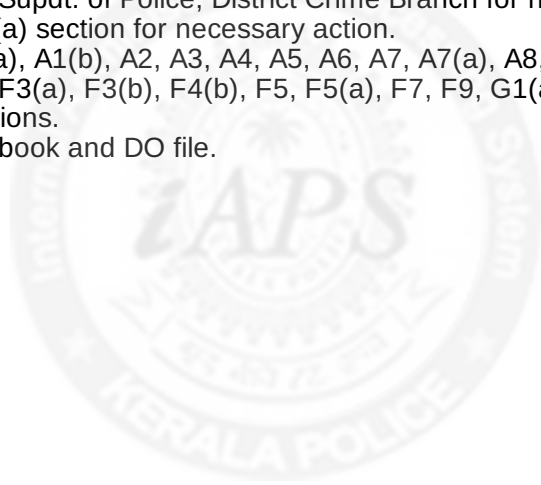 Supdt. of Police, District Crime Branch for n
(a) section for necessary action.
a), A1(b), A2, A3, A4, A5, A6, A7, A7(a), A8,
F3(a), F3(b), F4(b), F5, F5(a), F7, F9, G1(a
ions.
book and DO file.
iAPS
System
KERALA POLICE